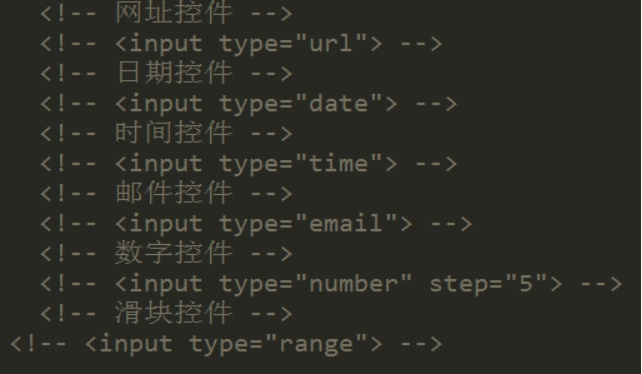 <!-- 网址控件 -->
<!-- <input type="url"> -->
<!-- 日期控件 -->
<!-- <input type="date"> -->
<!-- 时间控件 -->
<!-- <input type="time"> -->
<!-- 邮件控件 -->
<!-- <input type="email"> -->
<!-- 数字控件 -->
<!-- <input type="number" step="5"> -->
<!-- 滑块控件 -->
<!-- <input type="range"> -->